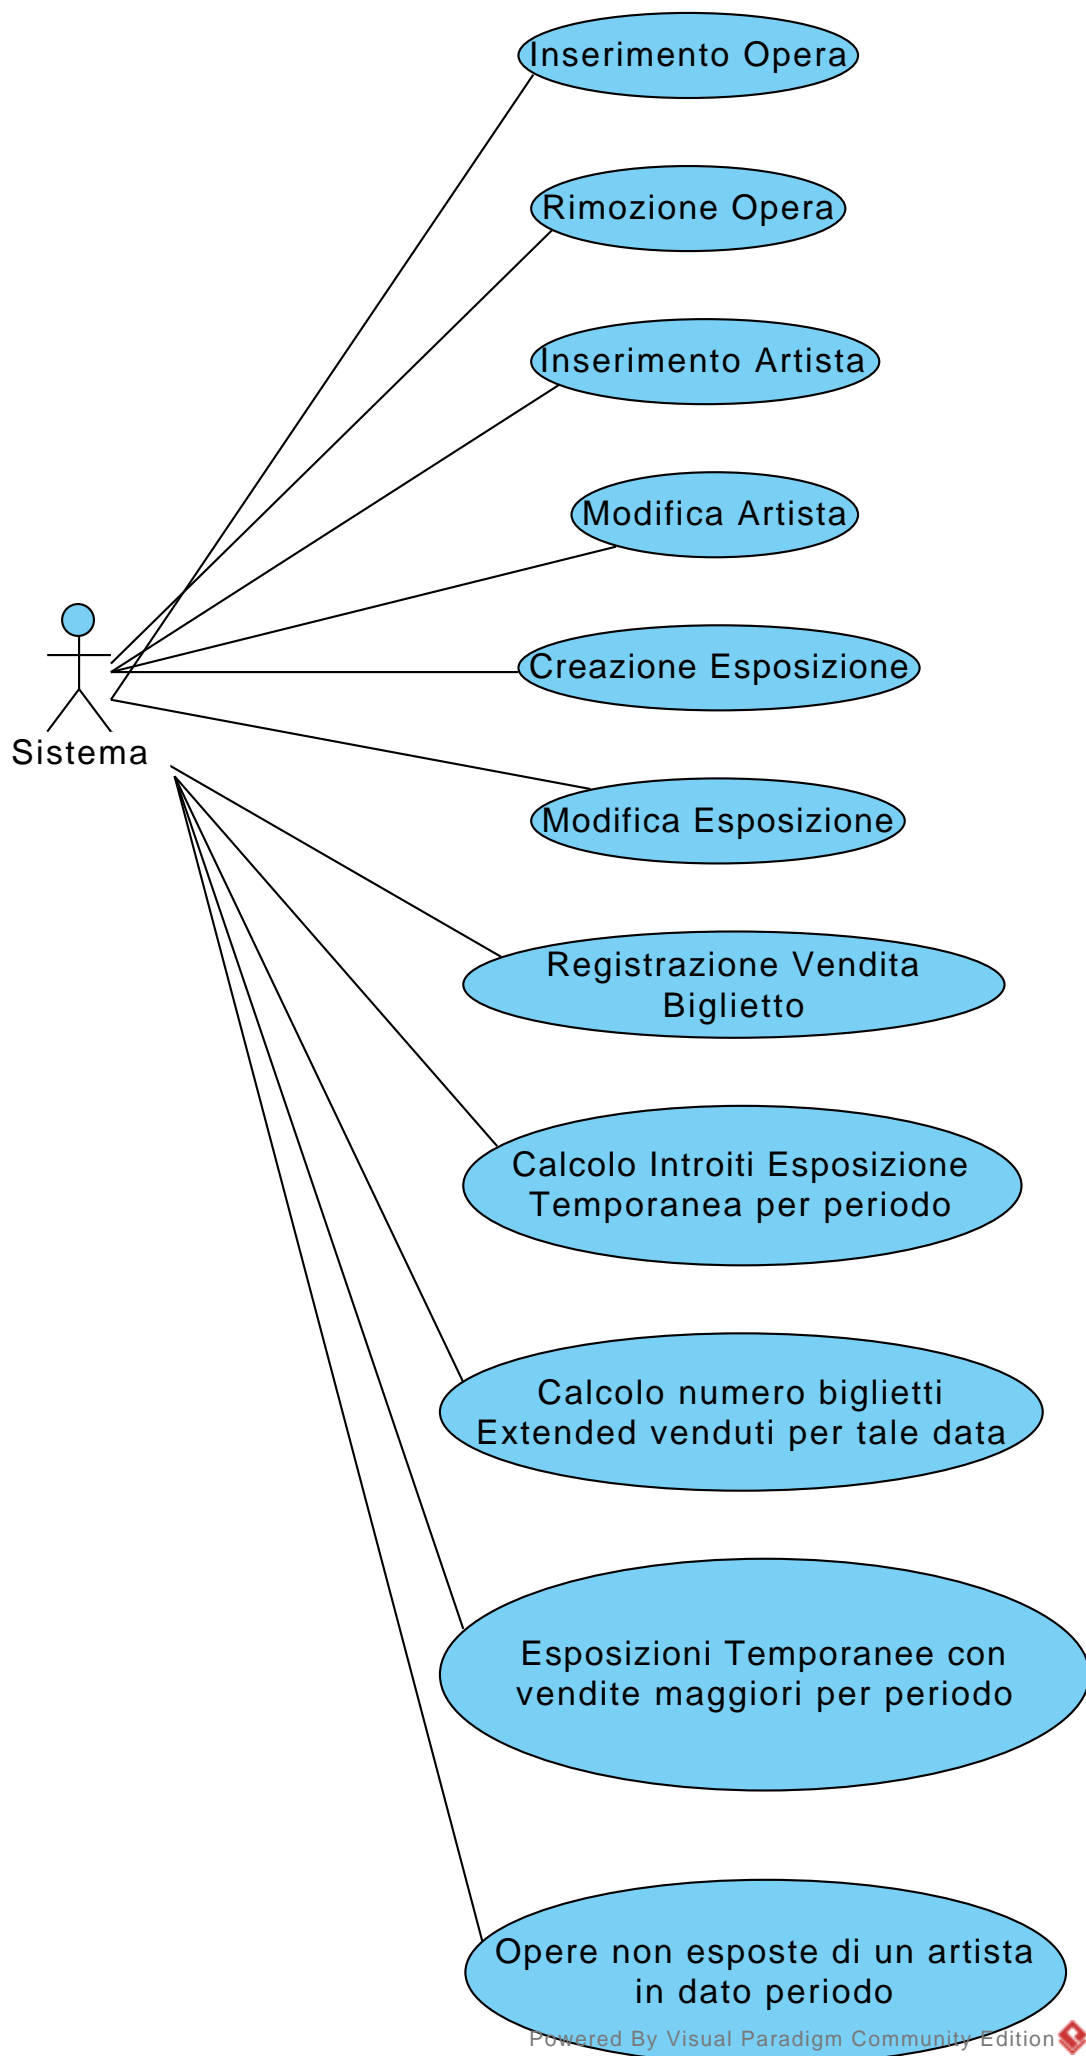 Inserimento Opera
Rimozione Opera
Inserimento Artista
Modifica Artista
Creazione Esposizione
Sistema
Modifica Esposizione
Registrazione Vendita
Biglietto
Calcolo Introiti Esposizione
Temporanea per periodo
Calcolo numero biglietti
Extended venduti per tale data
Esposizioni Temporanee con
vendite maggiori per periodo
Opere non esposte di un artista
in dato periodo
Powered By Visual Paradigm Community Edition